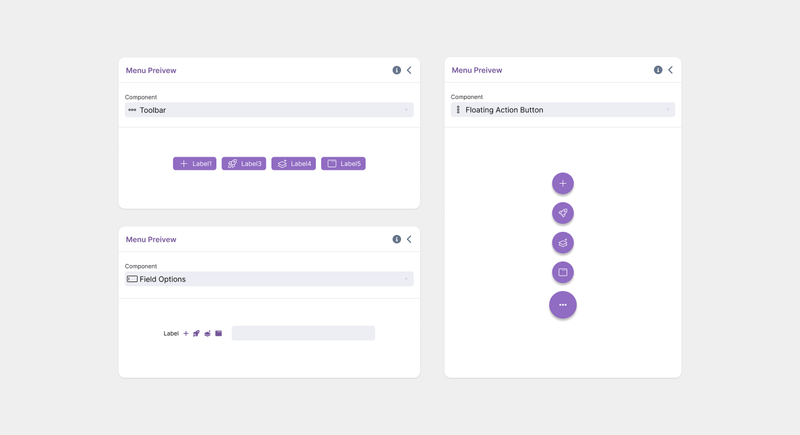 Menu Preivew
Component
Toolbar
Label1
Label3
Label4
Label5
Menu Preivew
Component
Field Options
Label
Menu Preivew
Component
Floating Action Button